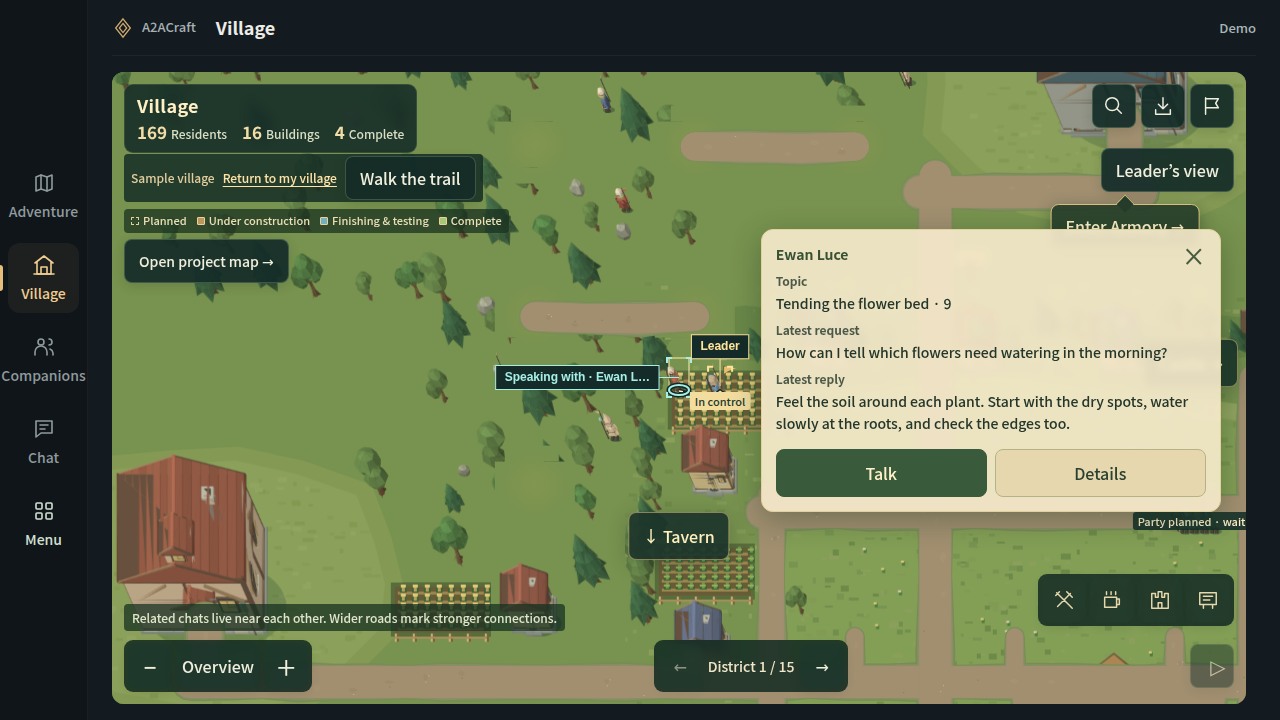 A2ACraft
Village
Demo
Adventure
Village
Companions
Chat
Menu
Village
169 Residents 16 Buildings 4 Complete
Sample village Return to my village Walk the trail
Planned Under construction Finishing & testing Complete
Open project map →
Leader’s view
Enter Armory →
Ewan Luce
Topic
Tending the flower bed · 9
Latest request
How can I tell which flowers need watering in the morning?
Latest reply
Feel the soil around each plant. Start with the dry spots, water
slowly at the roots, and check the edges too.
Talk
Details
Leader
Speaking with · Ewan L…
In control
Party planned · wait
↓ Tavern
Related chats live near each other. Wider roads mark stronger connections.
− Overview +
← District 1 / 15 →